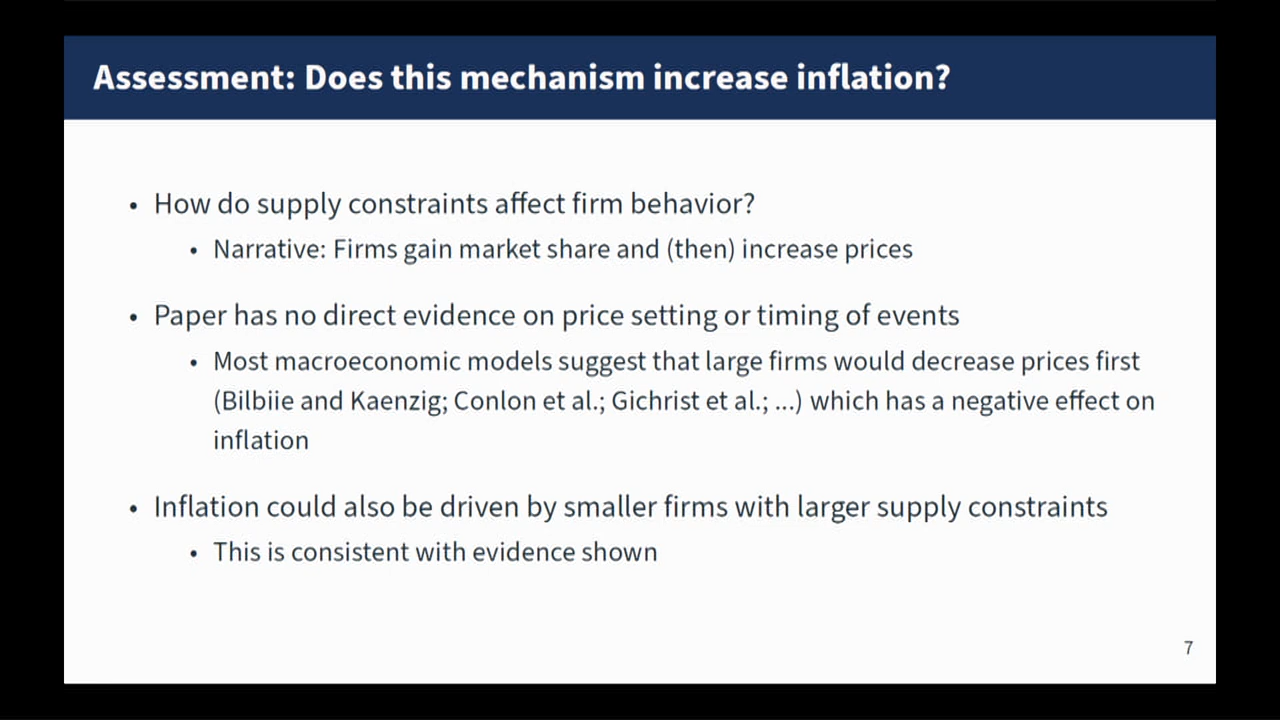 Assessment: Does this mechanism increase inflation?
• How do supply constraints affect firm behavior?
• Narrative: Firms gain market share and (then) increase prices
• Paper has no direct evidence on price setting or timing of events
• Most macroeconomic models suggest that large firms would decrease prices first
(Bilbiie and Kaenzig; Conlon et al.; Gichrist et al.; ...) which has a negative effect on
inflation
• Inflation could also be driven by smaller firms with larger supply constraints
• This is consistent with evidence shown
7